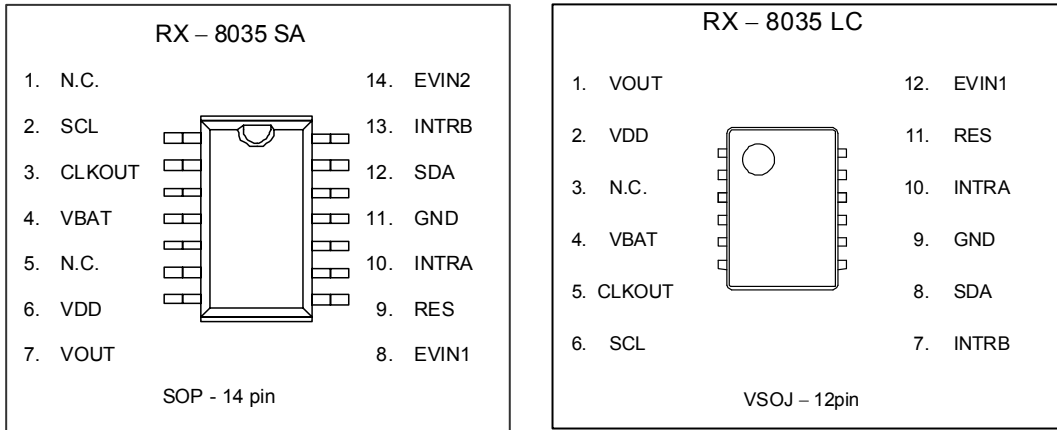 RX – 8035 SA
1. N.C. 14. EVIN2
2. SCL 13. INTRB
3. CLKOUT 12. SDA
4. VBAT 11. GND
5. N.C. 10. INTRA
6. VDD 9. RES
7. VOUT 8. EVIN1
SOP - 14 pin
RX – 8035 LC
1. VOUT 12. EVIN1
2. VDD 11. RES
3. N.C. 10. INTRA
4. VBAT 9. GND
5. CLKOUT 8. SDA
6. SCL 7. INTRB
VSOJ – 12pin